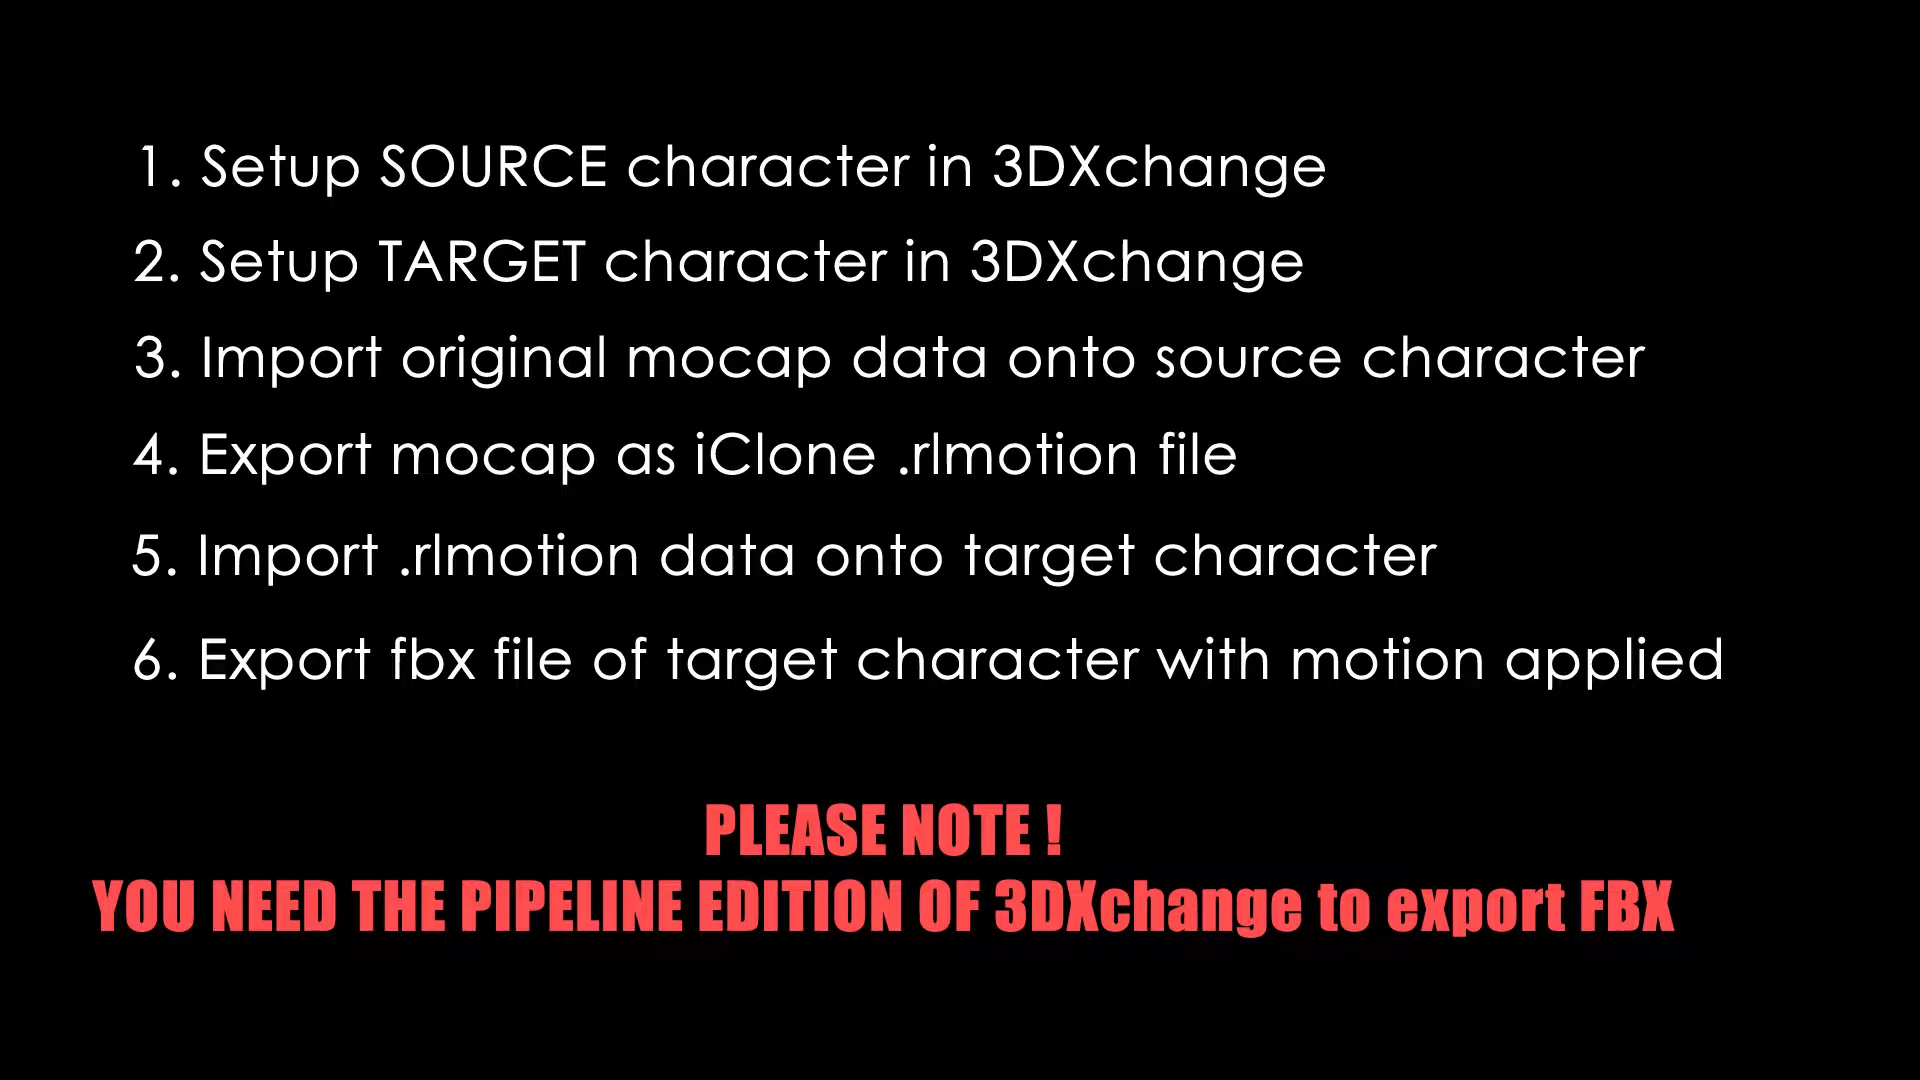 1. Setup SOURCE character in 3DXchange
2. Setup TARGET character in 3DXchange
3. Import original mocap data onto source character
4. Export mocap as iClone .rlmotion file
5. Import .rlmotion data onto target character
6. Export fbx file of target character with motion applied
PLEASE NOTE !
YOU NEED THE PIPELINE EDITION OF 3DXchange to export FBX